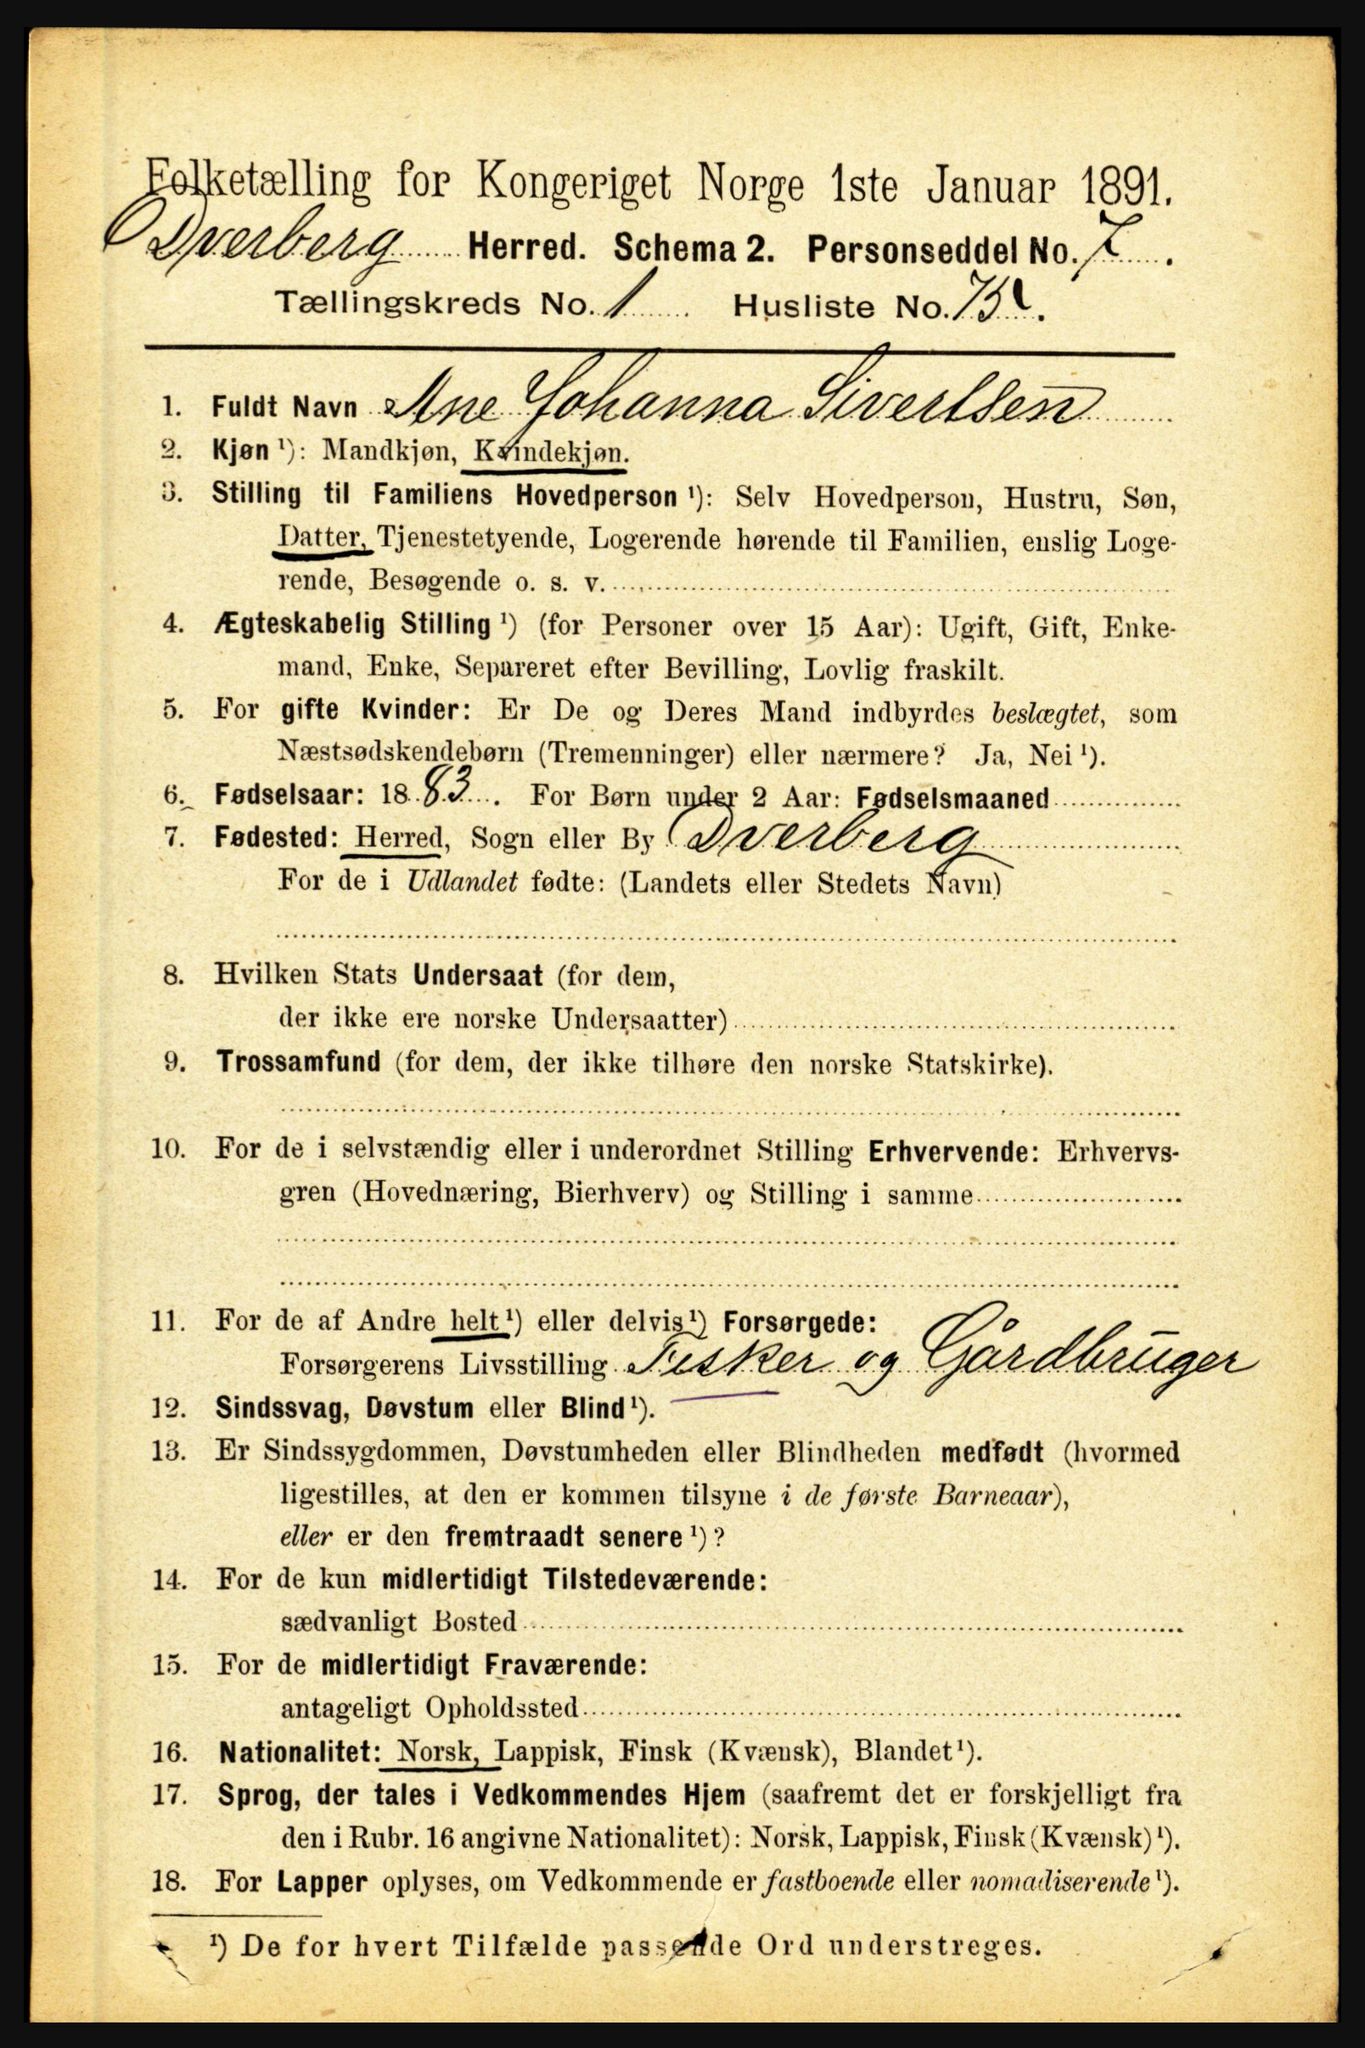 Folketælling for Kongeriget Norge 1ste Januar 1891.
Dverberg Herred. Schema 2. Personseddel No. 7.
Tællingskreds No. 1 Husliste No. 75.
1. Fuldt Navn Ane Johanna Sivertsen
2. Kjøn ¹): Mandkjøn, Kvindekjøn.
3. Stilling til Familiens Hovedperson ¹): Selv Hovedperson, Hustru, Søn,
Datter, Tjenestetyende, Logerende hørende til Familien, enslig Loge-
rende, Besøgende o. s. v.
4. Ægteskabelig Stilling ¹) (for Personer over 15 Aar): Ugift, Gift, Enke-
mand, Enke, Separeret efter Bevilling, Lovlig fraskilt.
5. For gifte Kvinder: Er De og Deres Mand indbyrdes beslægtet, som
Næstsødskendebørn (Tremenninger) eller nærmere? Ja, Nei ¹).
6. Fødselsaar: 1883. For Børn under 2 Aar: Fødselsmaaned
7. Fødested: Herred, Sogn eller By Dverberg
For de i Udlandet fødte: (Landets eller Stedets Navn)
8. Hvilken Stats Undersaat (for dem,
der ikke ere norske Undersaatter)
9. Trossamfund (for dem, der ikke tilhøre den norske Statskirke).
10. For de i selvstændig eller i underordnet Stilling Erhvervende: Erhvervs-
gren (Hovednæring, Bierhverv) og Stilling i samme
11. For de af Andre helt ¹) eller delvis ¹) Forsørgede:
Forsørgerens Livsstilling Fisker og Gårdbruger
12. Sindssvag, Døvstum eller Blind ¹).
13. Er Sindssygdommen, Døvstumheden eller Blindheden medfødt (hvormed
ligestilles, at den er kommen tilsyne i de første Barneaar),
eller er den fremtraadt senere ¹)?
14. For de kun midlertidigt Tilstedeværende:
sædvanligt Bosted
15. For de midlertidigt Fraværende:
antageligt Opholdssted
16. Nationalitet: Norsk, Lappisk, Finsk (Kvænsk), Blandet ¹).
17. Sprog, der tales i Vedkommendes Hjem (saafremt det er forskjelligt fra
den i Rubr. 16 angivne Nationalitet): Norsk, Lappisk, Finsk (Kvænsk) ¹).
18. For Lapper oplyses, om Vedkommende er fastboende eller nomadiserende ¹).
¹) De for hvert Tilfælde passende Ord understreges.